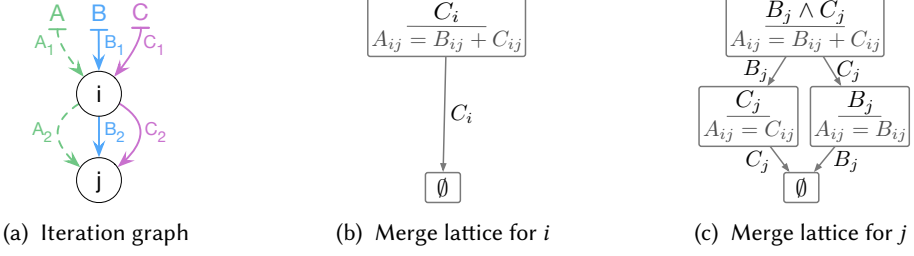 A B C
A₁ B₁ C₁
i
A₂ B₂ C₂
j
(a) Iteration graph
Cᵢ
Aᵢⱼ = Bᵢⱼ + Cᵢⱼ
Cᵢ
∅
(b) Merge lattice for i
Bⱼ ∧ Cⱼ
Aᵢⱼ = Bᵢⱼ + Cᵢⱼ
Bⱼ Cⱼ
Cⱼ
Aᵢⱼ = Cᵢⱼ
Bⱼ
Aᵢⱼ = Bᵢⱼ
Cⱼ Bⱼ
∅
(c) Merge lattice for j